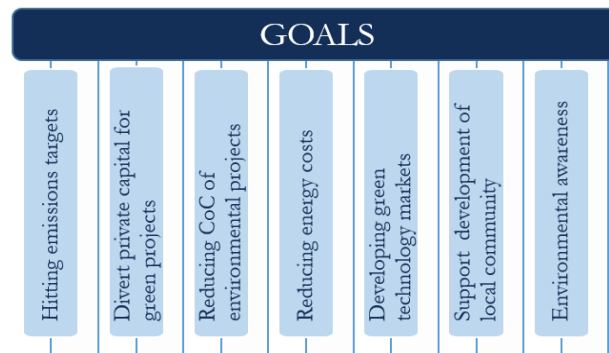 GOALS
Hitting emissions targets
Divert private capital for
green projects
Reducing CoC of
environmental projects
Reducing energy costs
Developing green
technology markets
Support development of
local community
Environmental awareness